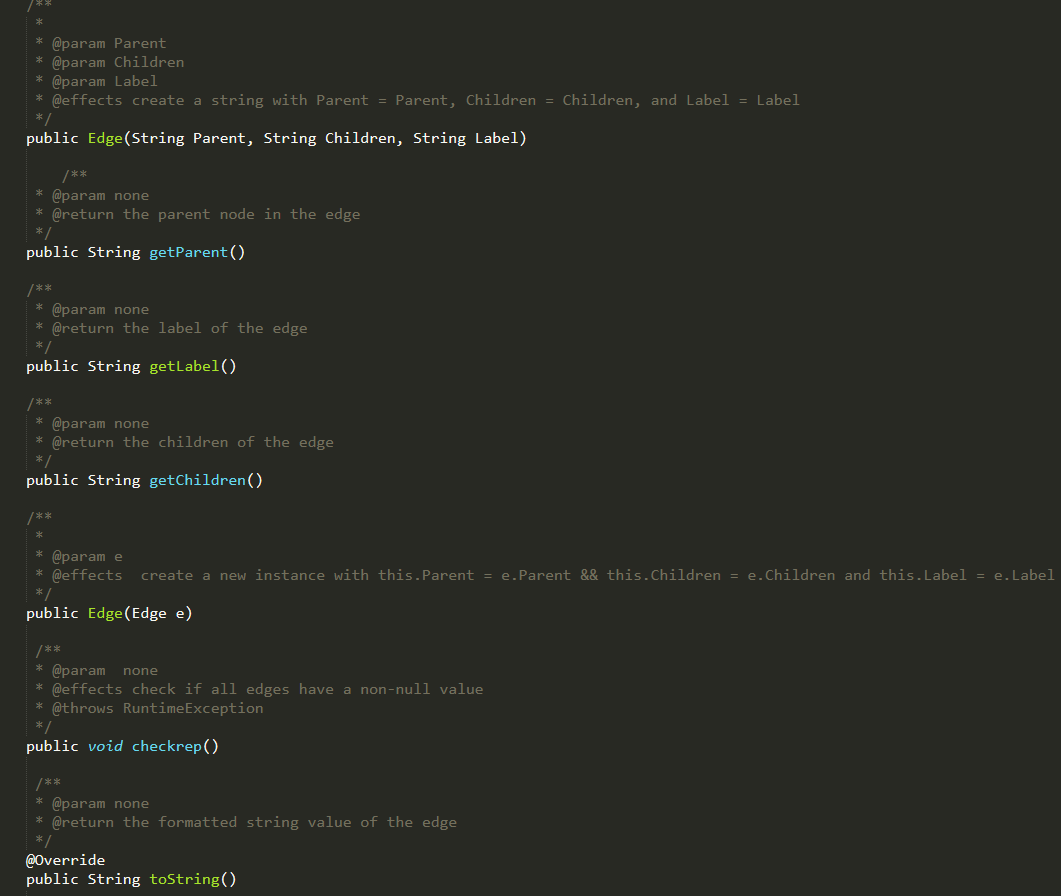 /**
 *
 * @param Parent
 * @param Children
 * @param Label
 * @effects create a string with Parent = Parent, Children = Children, and Label = Label
 */
public Edge(String Parent, String Children, String Label)
    /**
 * @param none
 * @return the parent node in the edge
 */
public String getParent()
/**
 * @param none
 * @return the label of the edge
 */
public String getLabel()
/**
 * @param none
 * @return the children of the edge
 */
public String getChildren()
/**
 *
 * @param e
 * @effects  create a new instance with this.Parent = e.Parent && this.Children = e.Children and this.Label = e.Label
 */
public Edge(Edge e)
 /**
 * @param  none
 * @effects check if all edges have a non-null value
 * @throws RuntimeException
 */
public void checkrep()
 /**
 * @param none
 * @return the formatted string value of the edge
 */
@Override
public String toString()